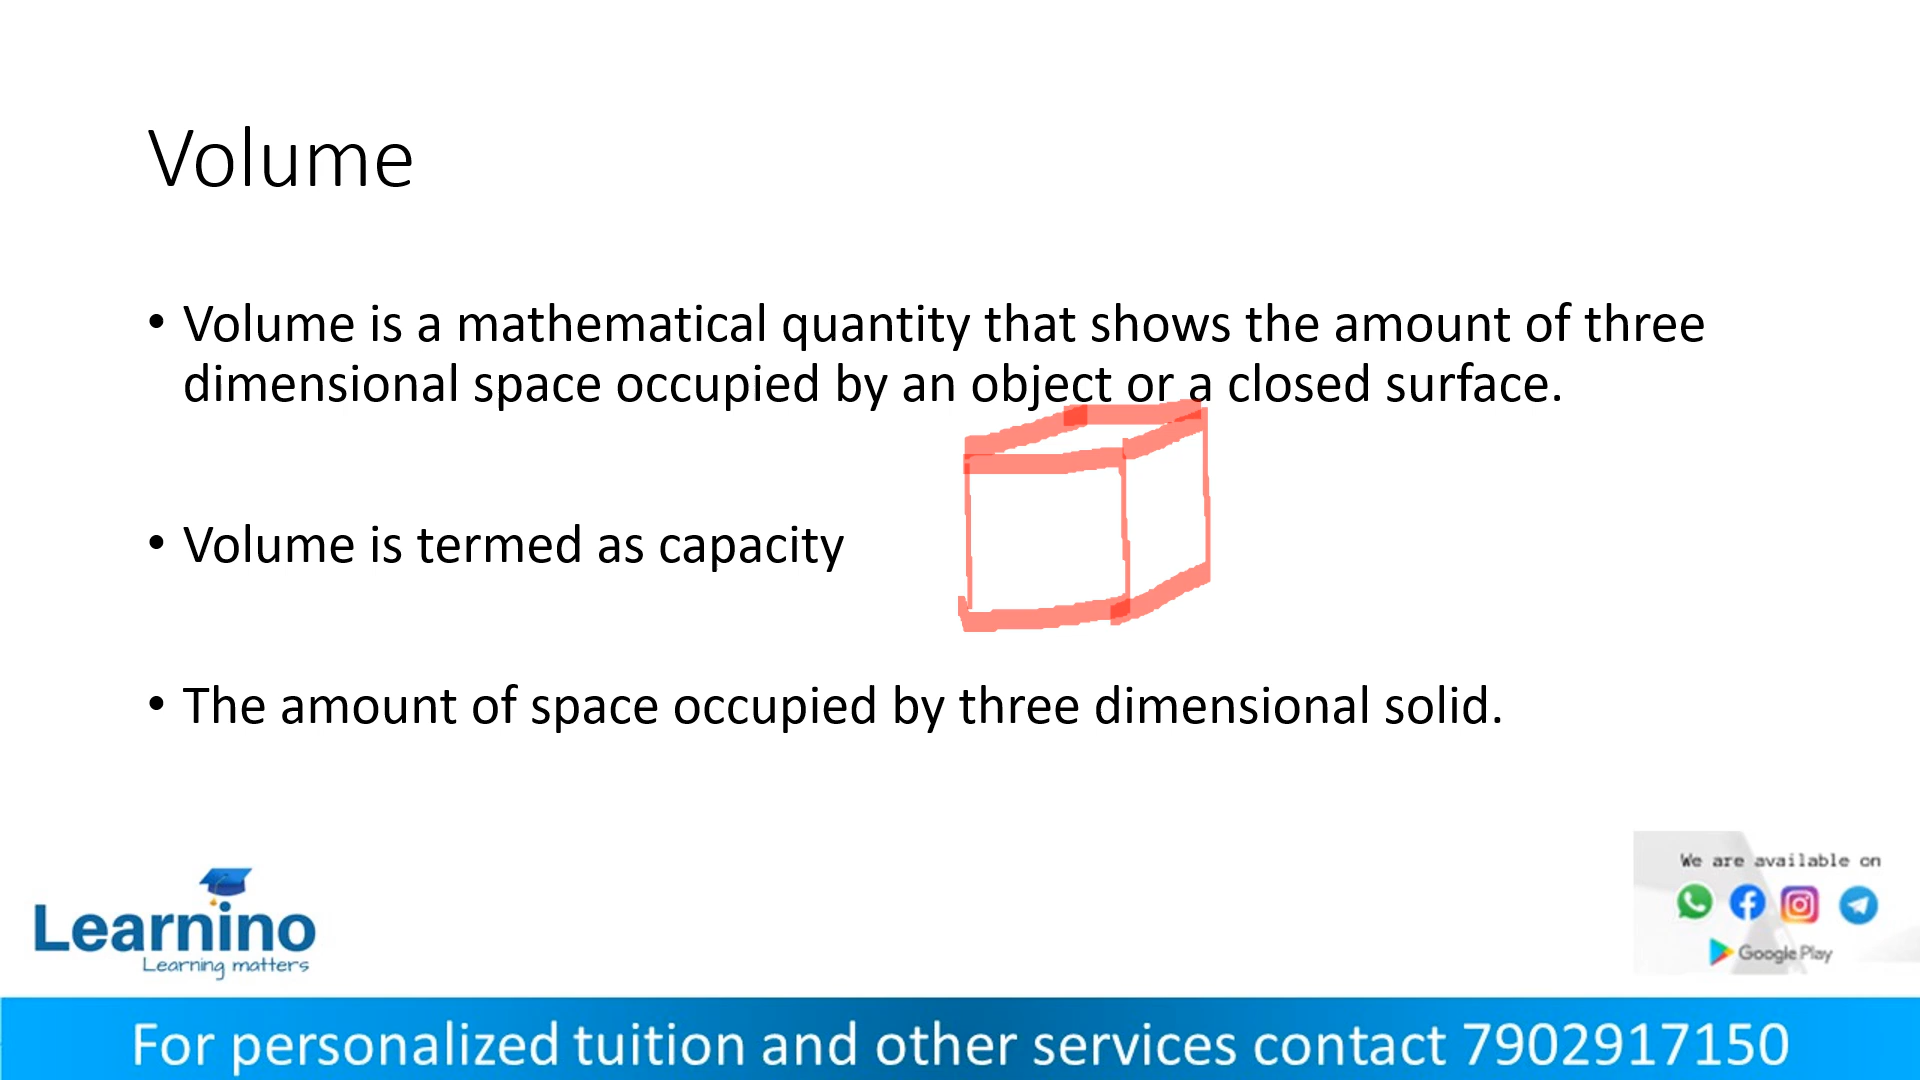 Volume
• Volume is a mathematical quantity that shows the amount of three
dimensional space occupied by an object or a closed surface.
• Volume is termed as capacity
• The amount of space occupied by three dimensional solid.
We are available on
Google Play
Learnino
Learning matters
For personalized tuition and other services contact 7902917150